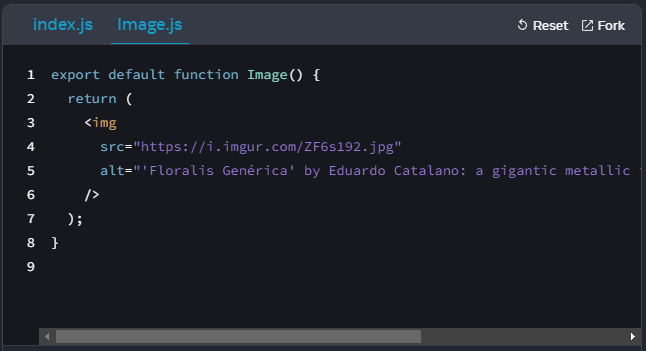 index.js Image.js Reset Fork
1 export default function Image() {
2 return (
3 <img
4 src="https://i.imgur.com/ZF6s192.jpg"
5 alt="'Floralis Genérica' by Eduardo Catalano: a gigantic metallic
6 />
7 );
8 }
9